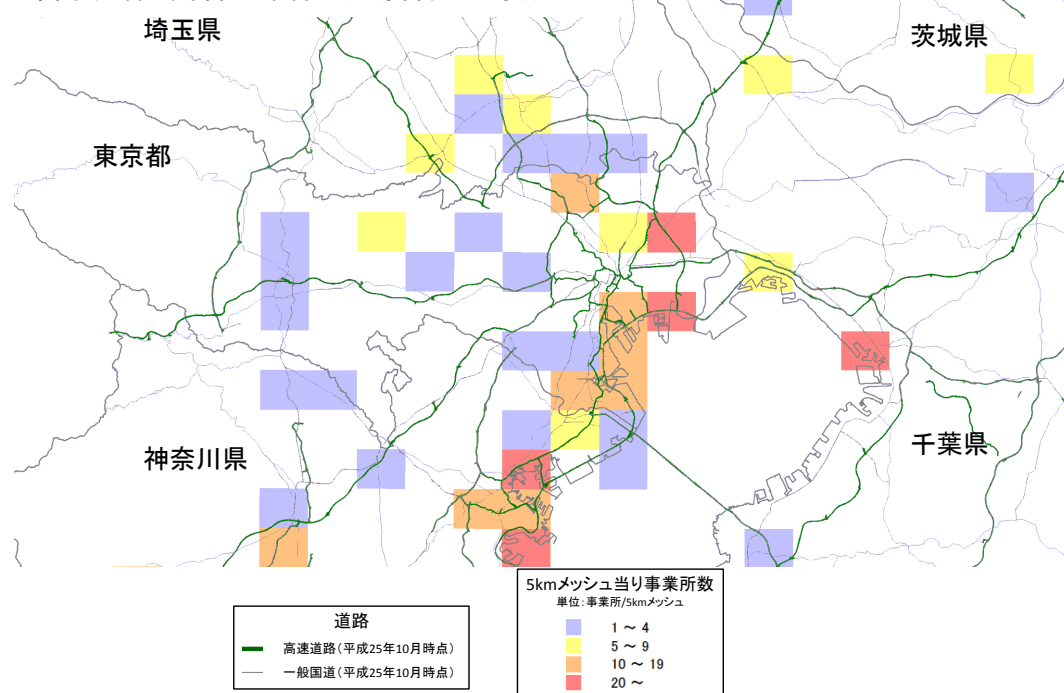 埼玉県
茨城県
東京都
神奈川県
千葉県
道路
高速道路(平成25年10月時点)
一般国道(平成25年10月時点)
5kmメッシュ当り事業所数
単位:事業所/5kmメッシュ
1 ～ 4
5 ～ 9
10 ～ 19
20 ～